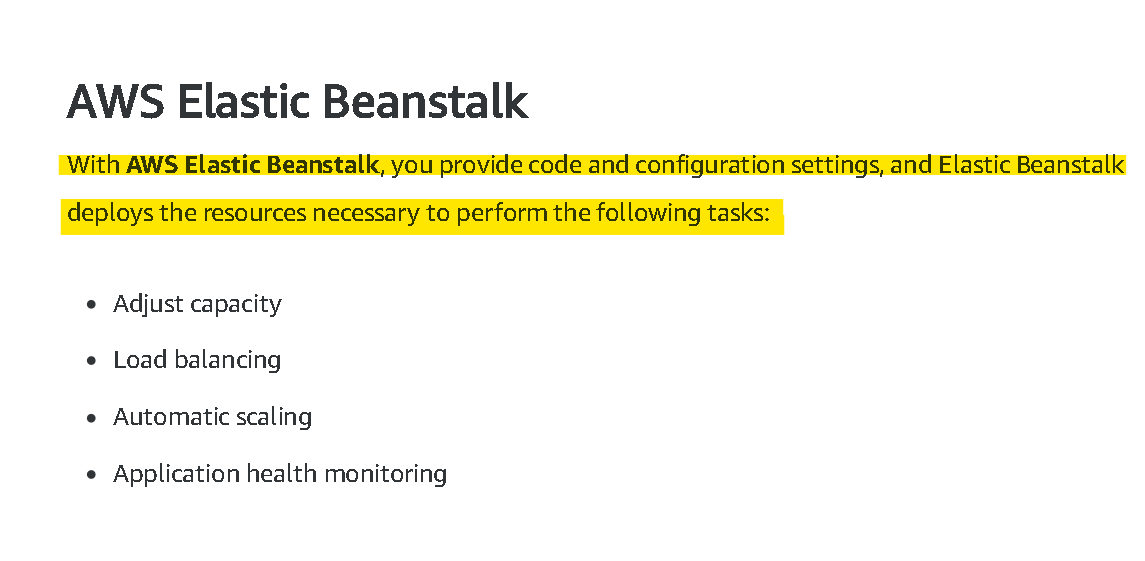 AWS Elastic Beanstalk
With AWS Elastic Beanstalk, you provide code and configuration settings, and Elastic Beanstalk
deploys the resources necessary to perform the following tasks:
• Adjust capacity
• Load balancing
• Automatic scaling
• Application health monitoring